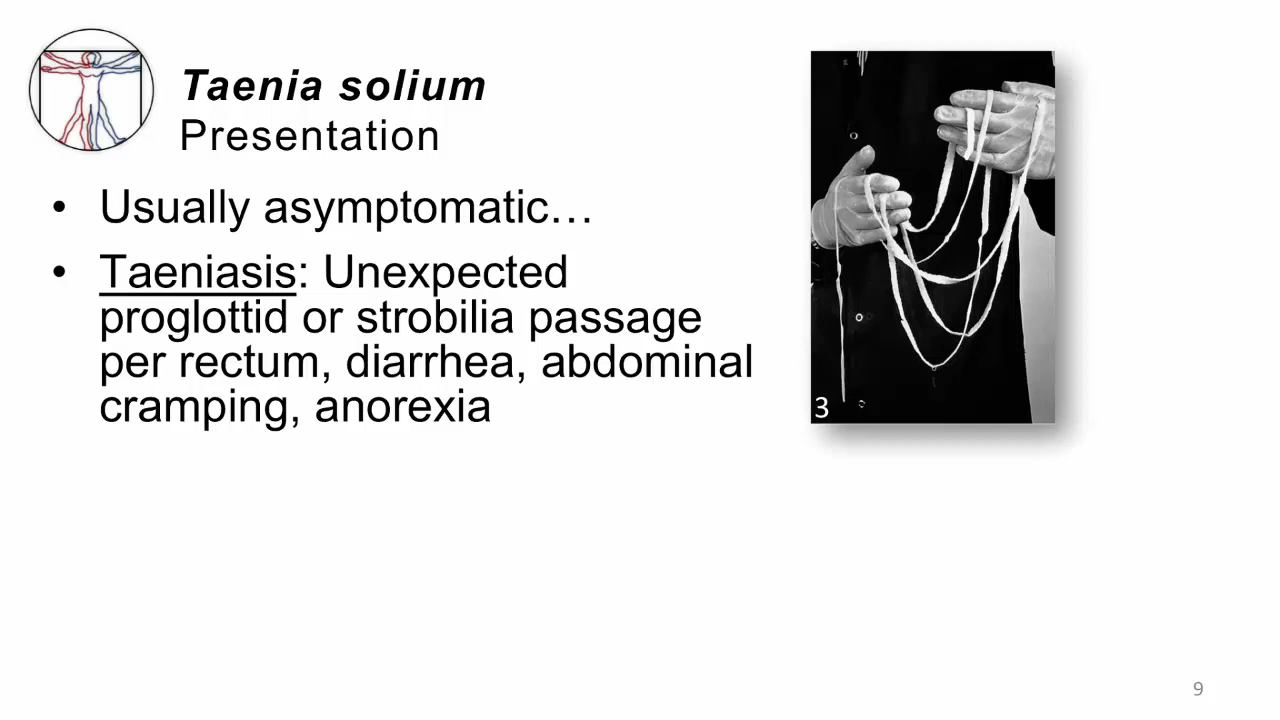 Taenia solium
Presentation
• Usually asymptomatic…
• Taeniasis: Unexpected
proglottid or strobilia passage
per rectum, diarrhea, abdominal
cramping, anorexia
3
9